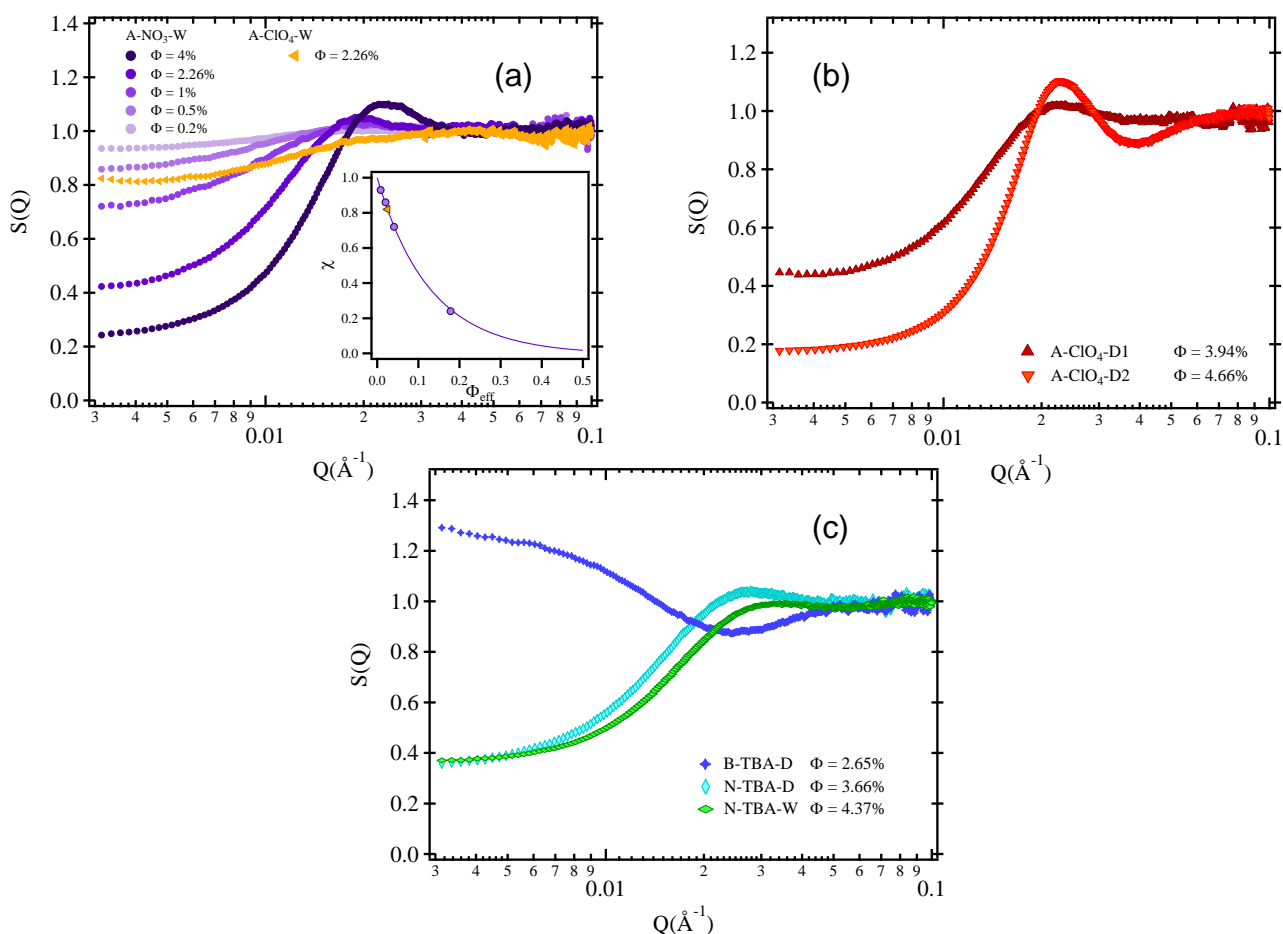 A-NO₃-W A-ClO₄-W
Φ = 4% Φ = 2.26%
Φ = 2.26%
Φ = 1%
Φ = 0.5%
Φ = 0.2%
(a)
1.4
1.2
1.0
0.8
0.6
0.4
0.2
0.0
S(Q)
3 4 5 6 7 8 9 0.01 2 3 4 5 6 7 8 9 0.1
Q(Å⁻¹)
1.0
0.8
0.6
0.4
0.2
0.0
χ
0.0 0.1 0.2 0.3 0.4 0.5
Φeff
(b)
1.2
1.0
0.8
0.6
0.4
0.2
0.0
S(Q)
A-ClO₄-D1 Φ = 3.94%
A-ClO₄-D2 Φ = 4.66%
3 4 5 6 7 8 9 0.01 2 3 4 5 6 7 8 9 0.1
Q(Å⁻¹)
(c)
1.4
1.2
1.0
0.8
0.6
0.4
0.2
0.0
S(Q)
B-TBA-D Φ = 2.65%
N-TBA-D Φ = 3.66%
N-TBA-W Φ = 4.37%
3 4 5 6 7 8 9 0.01 2 3 4 5 6 7 8 9 0.1
Q(Å⁻¹)